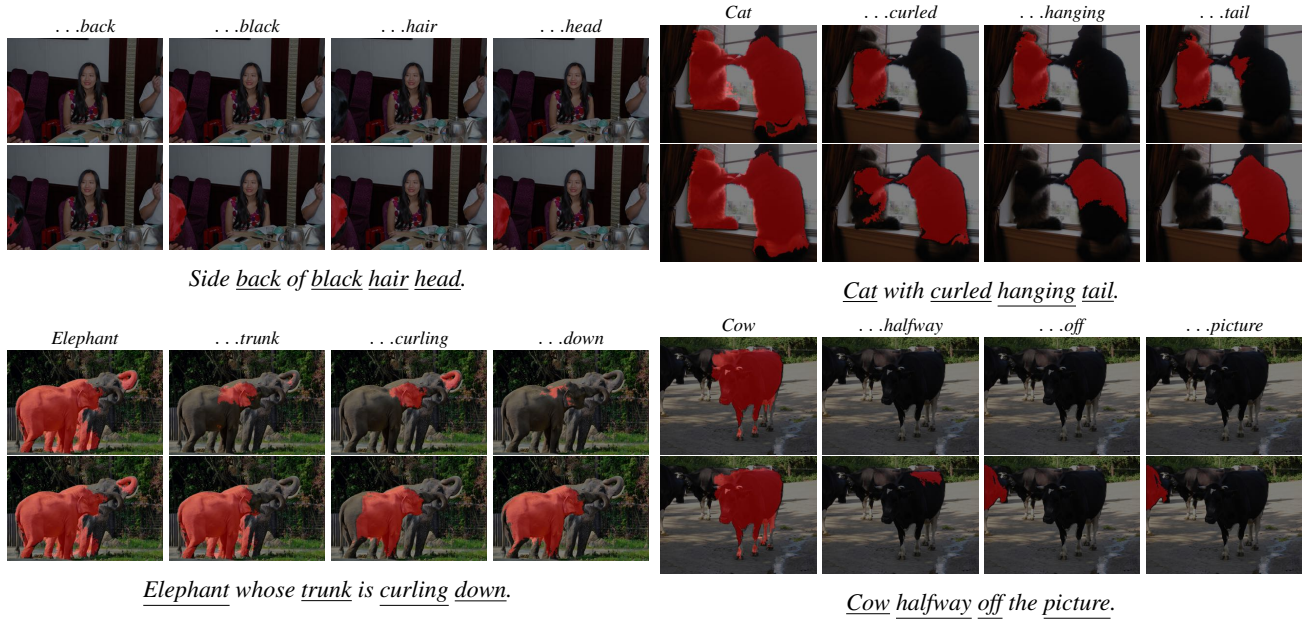 . . .back . . .black . . .hair . . .head
Side back of black hair head.
Cat . . .curled . . .hanging . . .tail
Cat with curled hanging tail.
Elephant . . .trunk . . .curling . . .down
Elephant whose trunk is curling down.
Cow . . .halfway . . .off . . .picture
Cow halfway off the picture.